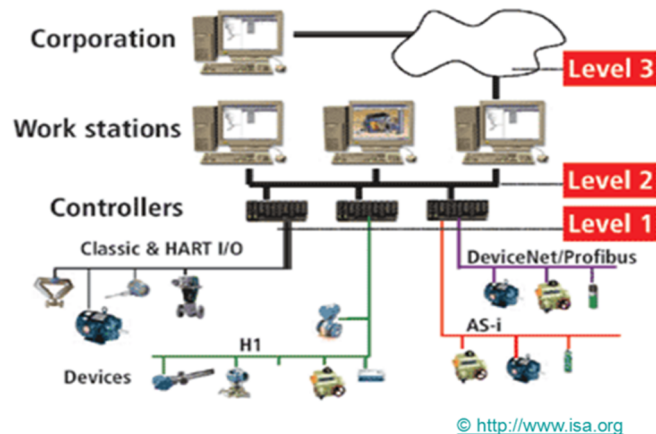 Corporation
Level 3
Work stations
Level 2
Controllers
Level 1
Classic & HART I/O
DeviceNet/Profibus
AS-i
H1
Devices
© http://www.isa.org